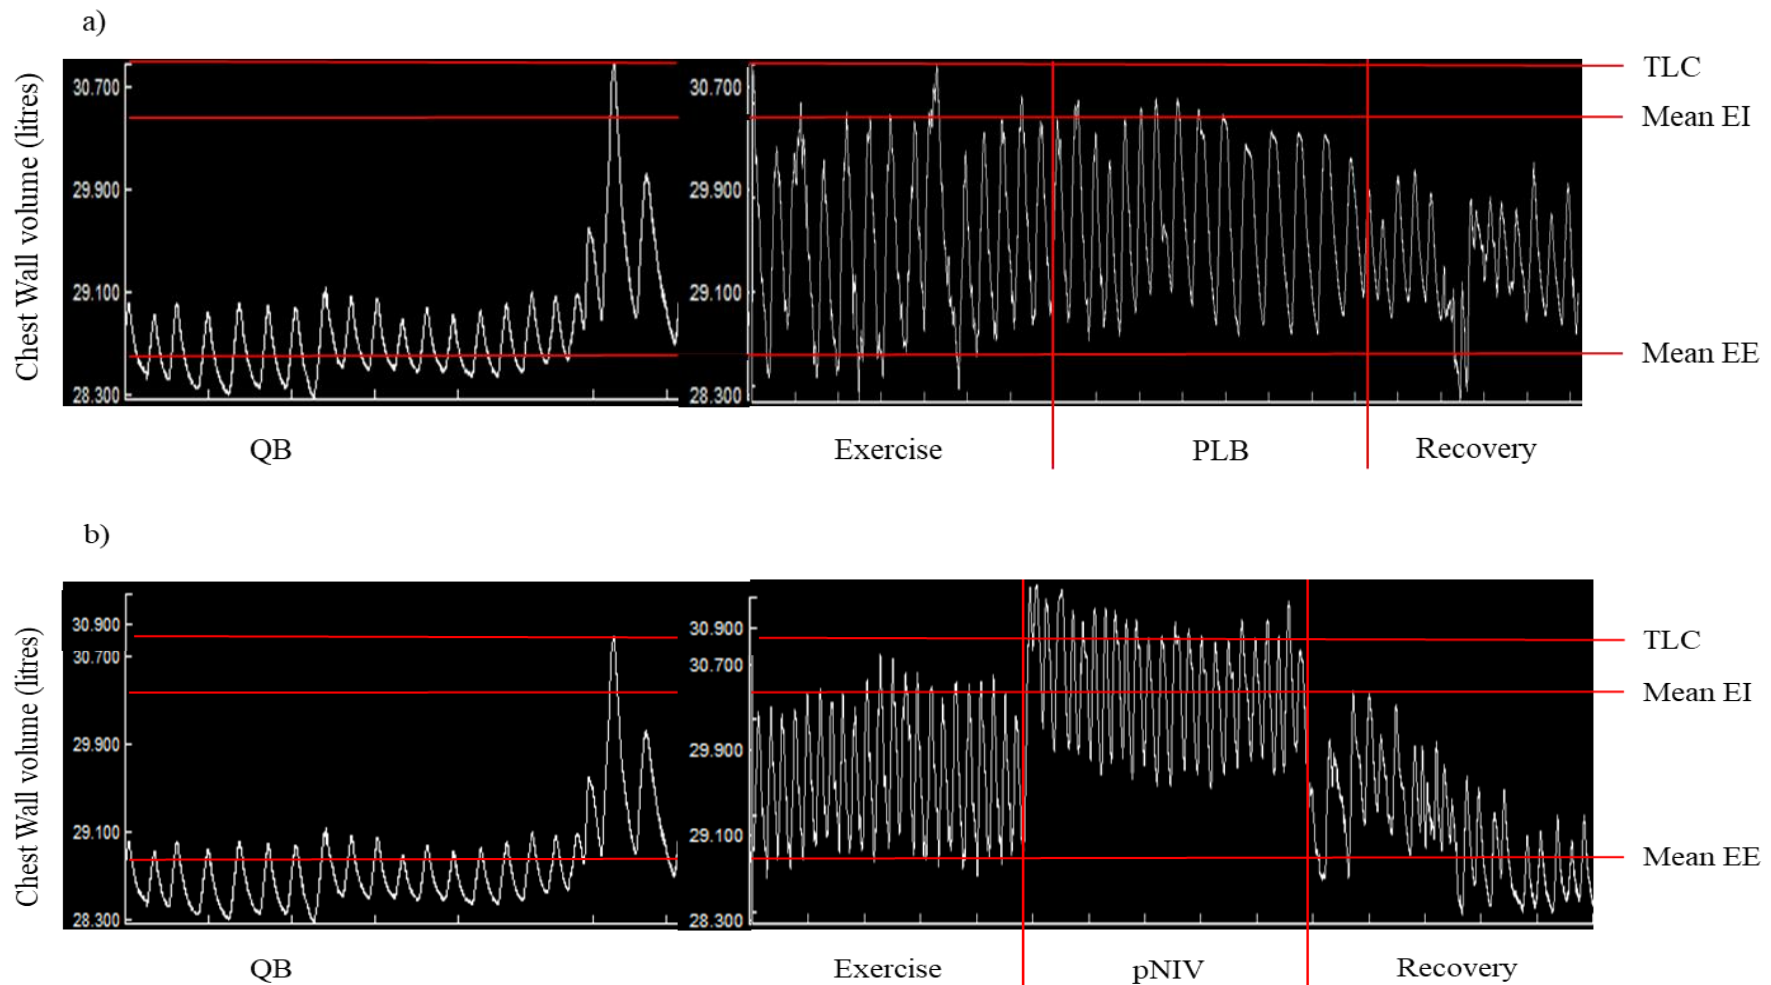 a)
Chest Wall volume (litres)
30.700
29.900
29.100
28.300
30.700
29.900
29.100
28.300
TLC
Mean EI
Mean EE
QB
Exercise
PLB
Recovery
b)
Chest Wall volume (litres)
30.900
30.700
29.900
29.100
28.300
30.900
30.700
29.900
29.100
28.300
TLC
Mean EI
Mean EE
QB
Exercise
pNIV
Recovery